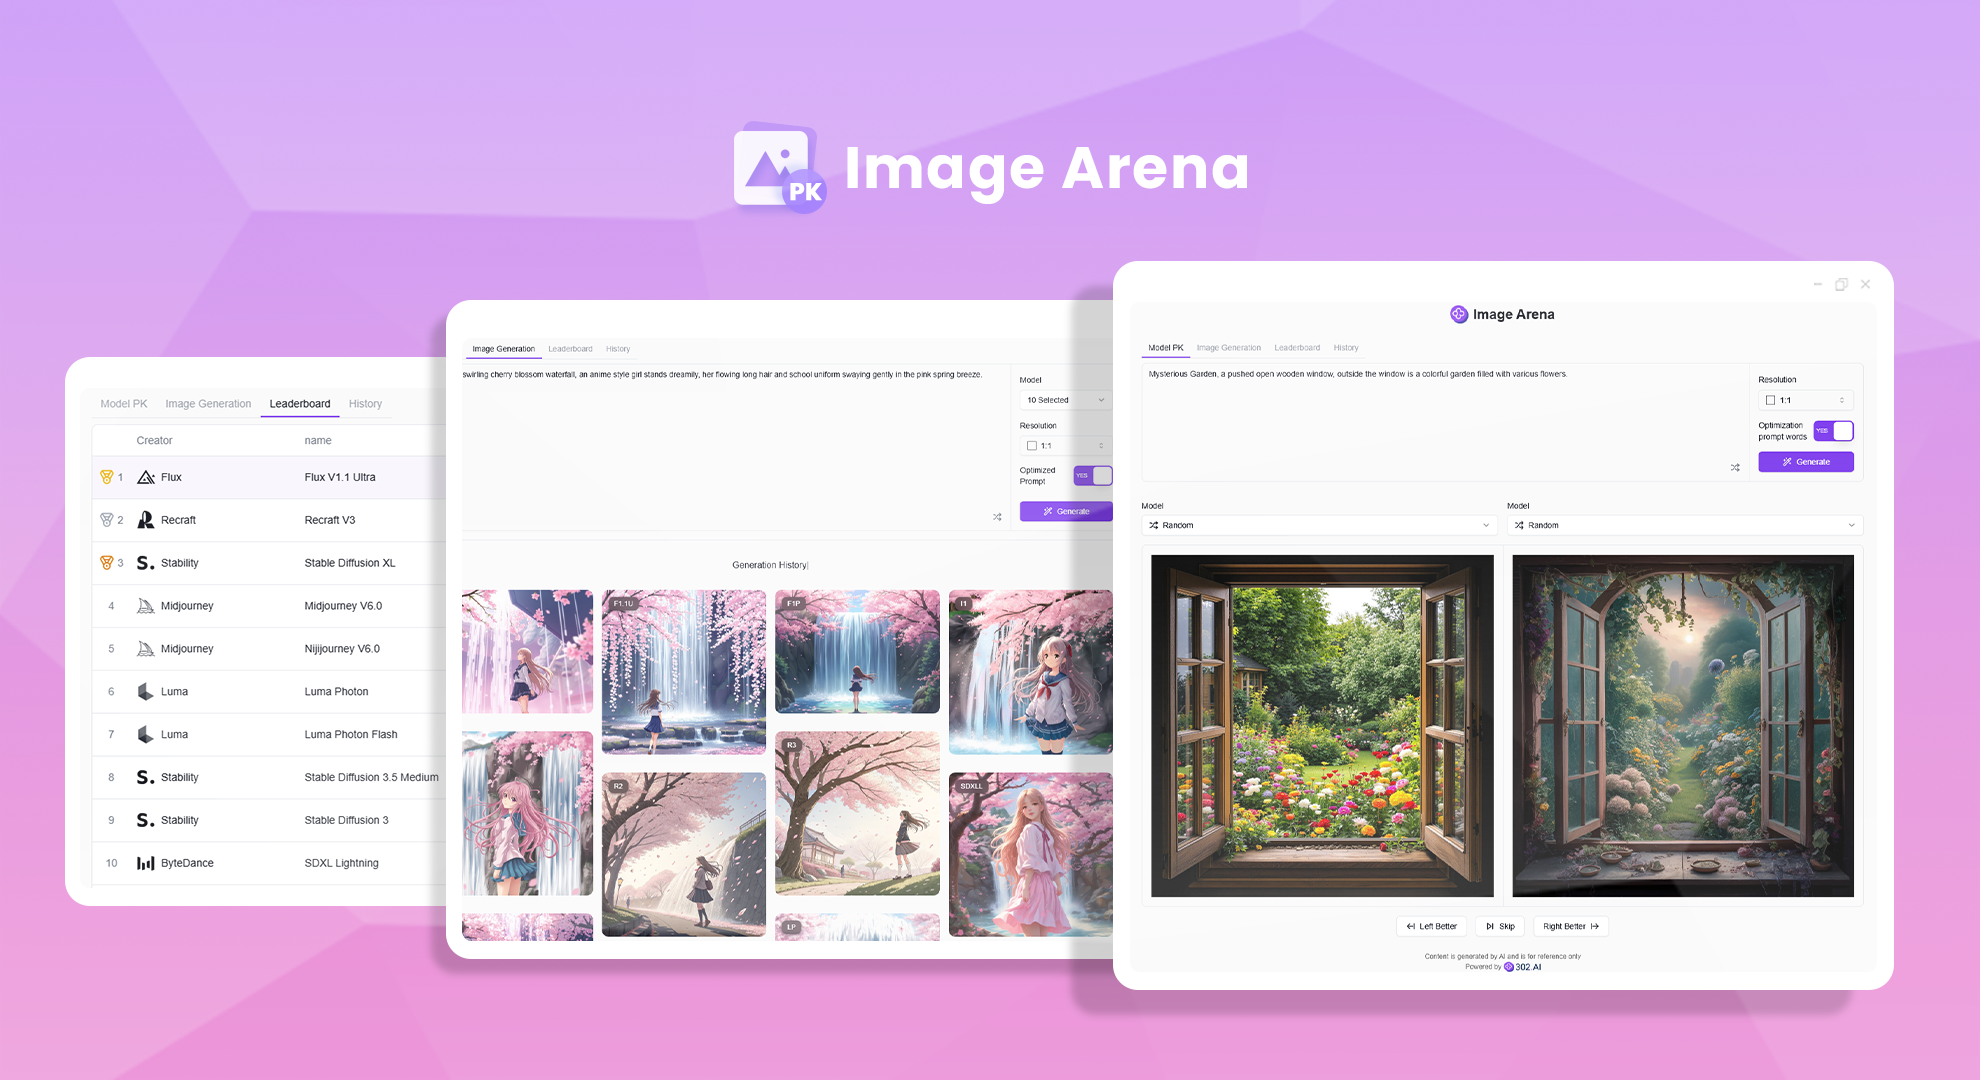 PK
Image Arena
Model PK Image Generation Leaderboard History
Creator name
1 Flux Flux V1.1 Ultra
2 Recraft Recraft V3
3 S. Stability Stable Diffusion XL
4 Midjourney Midjourney V6.0
5 Midjourney Nijijourney V6.0
6 Luma Luma Photon
7 Luma Luma Photon Flash
8 S. Stability Stable Diffusion 3.5 Medium
9 S. Stability Stable Diffusion 3
10 ByteDance SDXL Lightning
Image Generation Leaderboard History
swirling cherry blossom waterfall, an anime style girl stands dreamily, her flowing long hair and school uniform swaying gently in the pink spring breeze.
Model
10 Selected
Resolution
1:1
Optimized
Prompt
YES
Generate
Generation History
F1.1U
F1P
I1
R2
R3
SDXLL
LP
Image Arena
Model PK Image Generation Leaderboard History
Mysterious Garden, a pushed open wooden window, outside the window is a colorful garden filled with various flowers.
Resolution
1:1
Optimization
prompt words
YES
Generate
Model
Random
Model
Random
Left Better
Skip
Right Better
Content is generated by AI and is for reference only
Powered by 302.AI